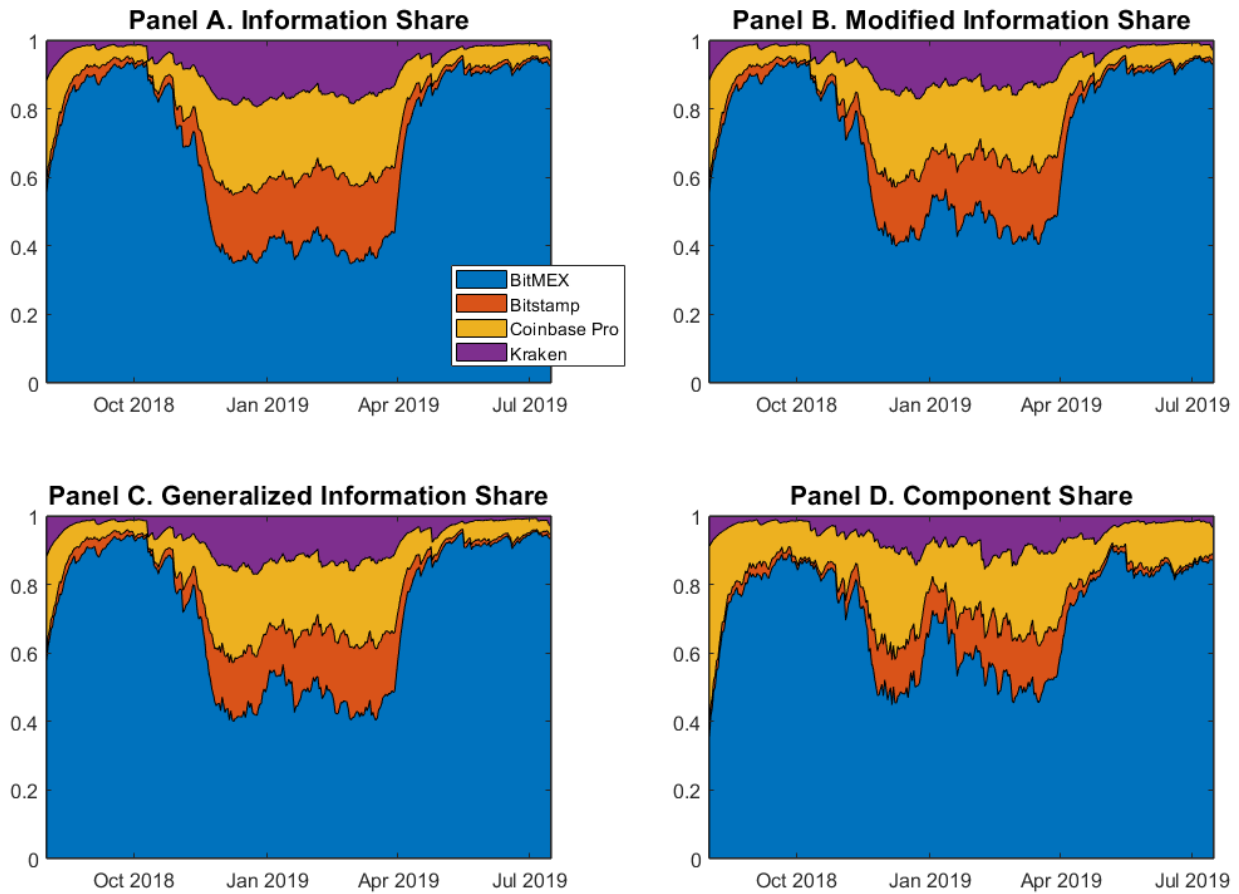 Panel A. Information Share
1
0.8
0.6
0.4
0.2
0
Oct 2018 Jan 2019 Apr 2019 Jul 2019
BitMEX
Bitstamp
Coinbase Pro
Kraken
Panel B. Modified Information Share
1
0.8
0.6
0.4
0.2
0
Oct 2018 Jan 2019 Apr 2019 Jul 2019
Panel C. Generalized Information Share
1
0.8
0.6
0.4
0.2
0
Oct 2018 Jan 2019 Apr 2019 Jul 2019
Panel D. Component Share
1
0.8
0.6
0.4
0.2
0
Oct 2018 Jan 2019 Apr 2019 Jul 2019